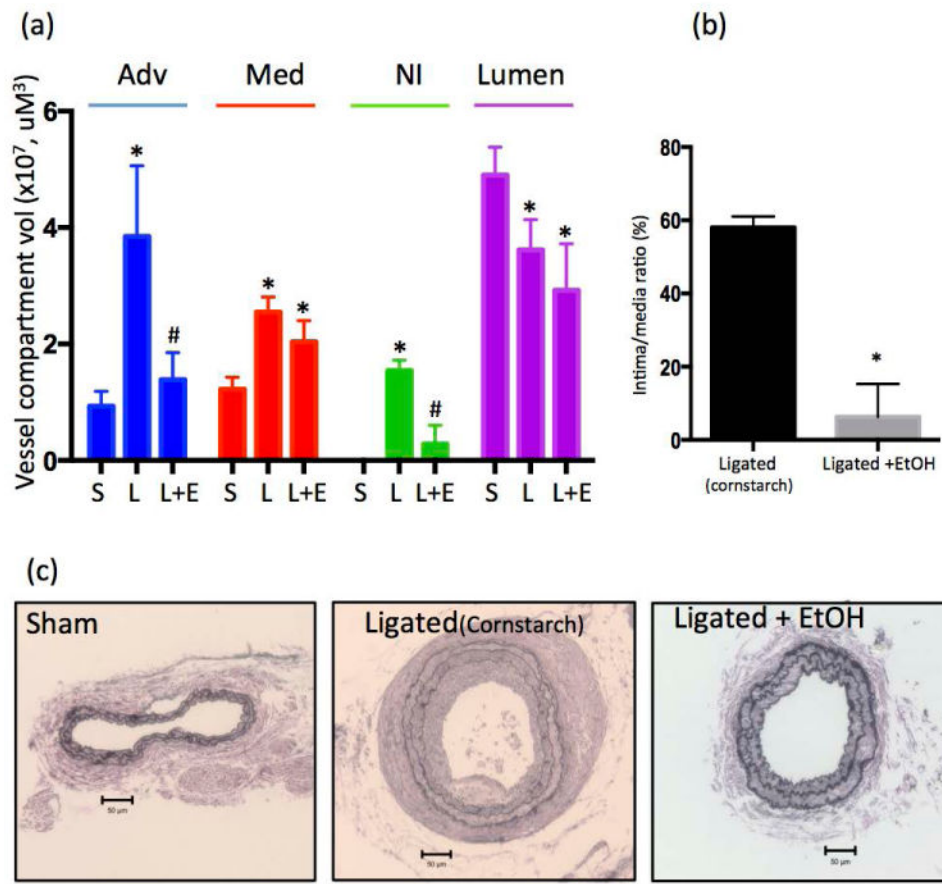 (a)
Adv Med NI Lumen
Vessel compartment vol (x10⁷, uM³)
6
4
2
0
* # * * * # * *
S L L+E S L L+E S L L+E S L L+E
(b)
Intima/media ratio (%)
80
60
40
20
0
*
Ligated Ligated +EtOH
(cornstarch)
(c)
Sham
50 µm
Ligated(Cornstarch)
50 µm
Ligated + EtOH
50 µm